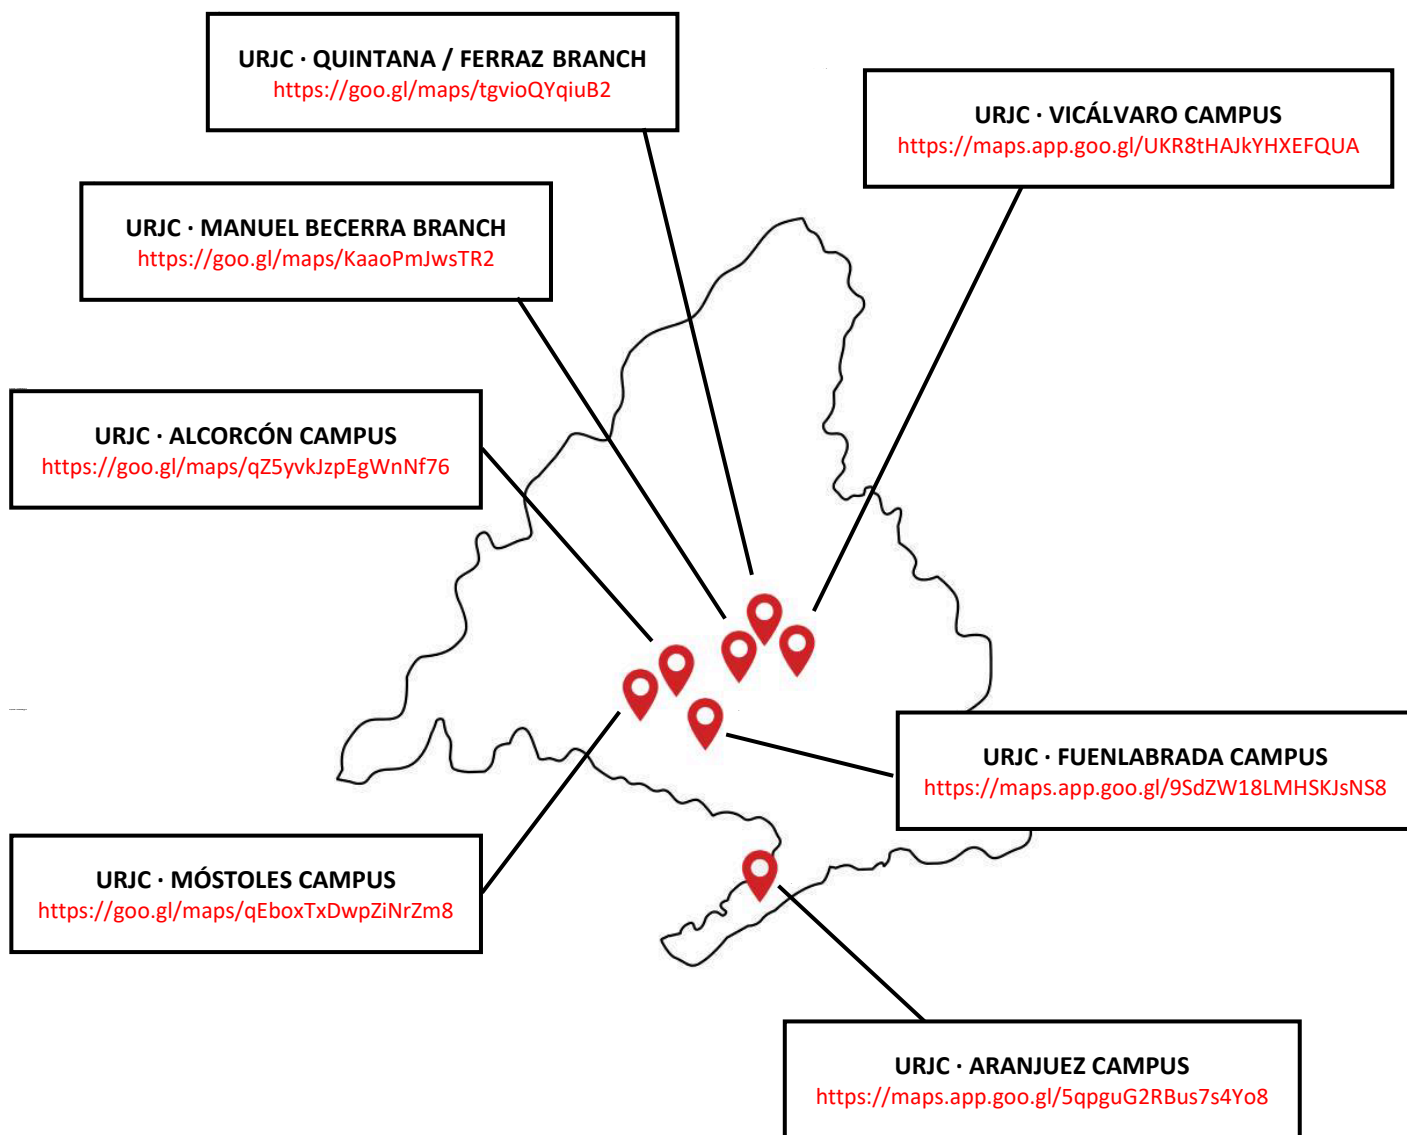 URJC · QUINTANA / FERRAZ BRANCH
https://goo.gl/maps/tgvioQYqiuB2
URJC · VICÁLVARO CAMPUS
https://maps.app.goo.gl/UKR8tHAJkYHXEFQUA
URJC · MANUEL BECERRA BRANCH
https://goo.gl/maps/KaaoPmJwsTR2
URJC · ALCORCÓN CAMPUS
https://goo.gl/maps/qZ5yvkJzpEgWnNf76
URJC · FUENLABRADA CAMPUS
https://maps.app.goo.gl/9SdZW18LMHSKJsNS8
URJC · MÓSTOLES CAMPUS
https://goo.gl/maps/qEboxTxDwpZiNrZm8
URJC · ARANJUEZ CAMPUS
https://maps.app.goo.gl/5qpguG2RBus7s4Yo8